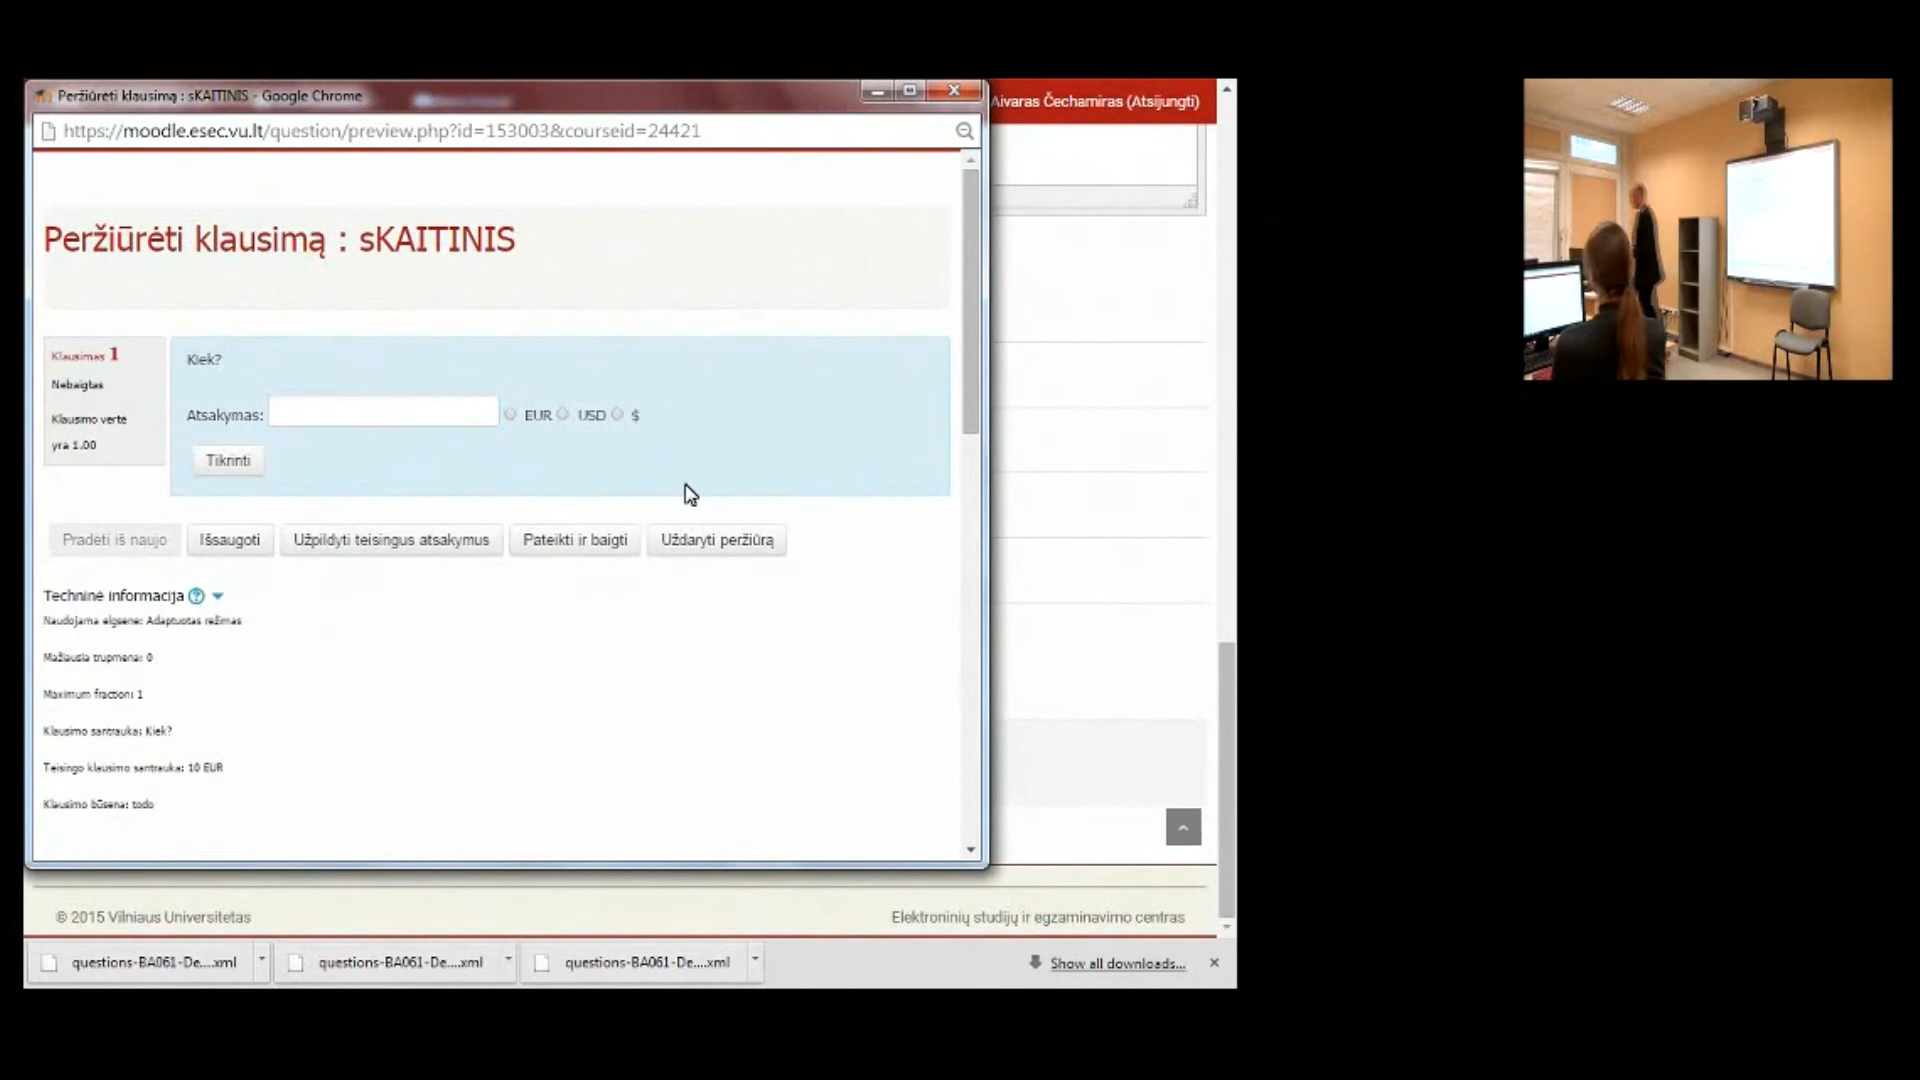 Peržiūrėti klausimą : sKAITINIS - Google Chrome
Aivaras Čechamiras (Atsijungti)
https://moodle.esec.vu.lt/question/preview.php?id=153003&courseid=24421
Peržiūrėti klausimą : sKAITINIS
Klausimas 1
Nebaigtas
Klausimo vertė
yra 1.00
Kiek?
Atsakymas: EUR USD $
Tikrinti
Pradėti iš naujo Išsaugoti Užpildyti teisingus atsakymus Pateikti ir baigti Uždaryti peržiūrą
Techninė informacija
Naudojama elgsena: Adaptuotas režimas
Mažiausia trupmena: 0
Maximum fraction: 1
Klausimo santrauka: Kiek?
Teisingo klausimo santrauka: 10 EUR
Klausimo būsena: todo
© 2015 Vilniaus Universitetas
Elektroninių studijų ir egzaminavimo centras
questions-BA061-De....xml questions-BA061-De....xml questions-BA061-De....xml Show all downloads...